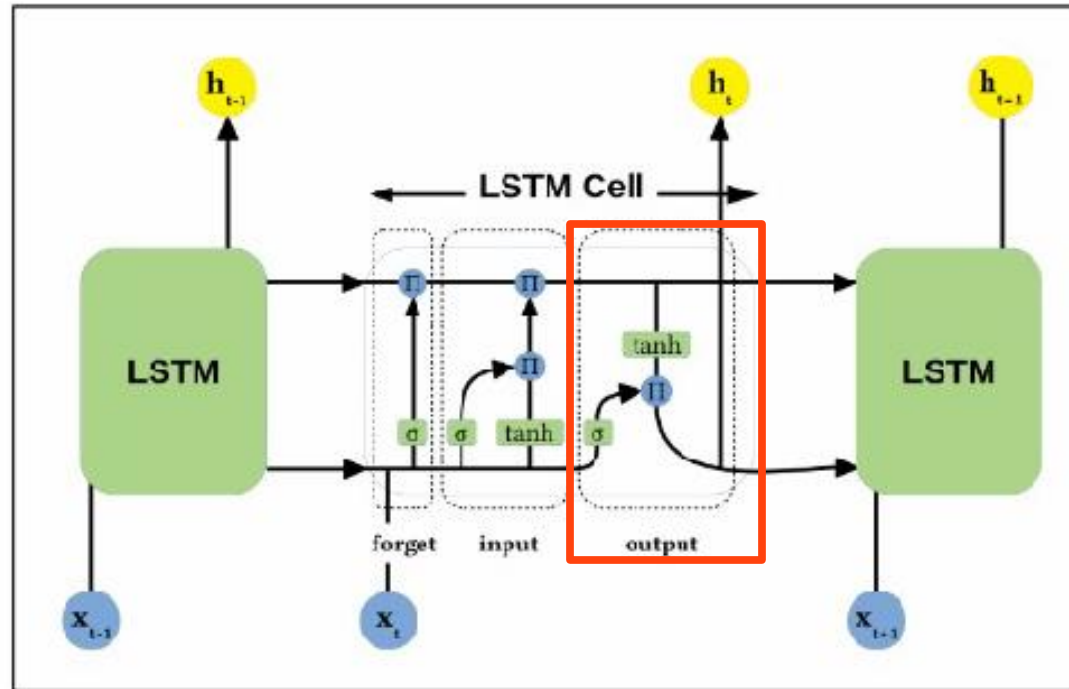 h t-1
h t
h t-1
LSTM Cell
Π
Π
tanh
LSTM
Π
Π
LSTM
σ
σ
tanh
σ
forget
input
output
x t-1
x t
x t+1